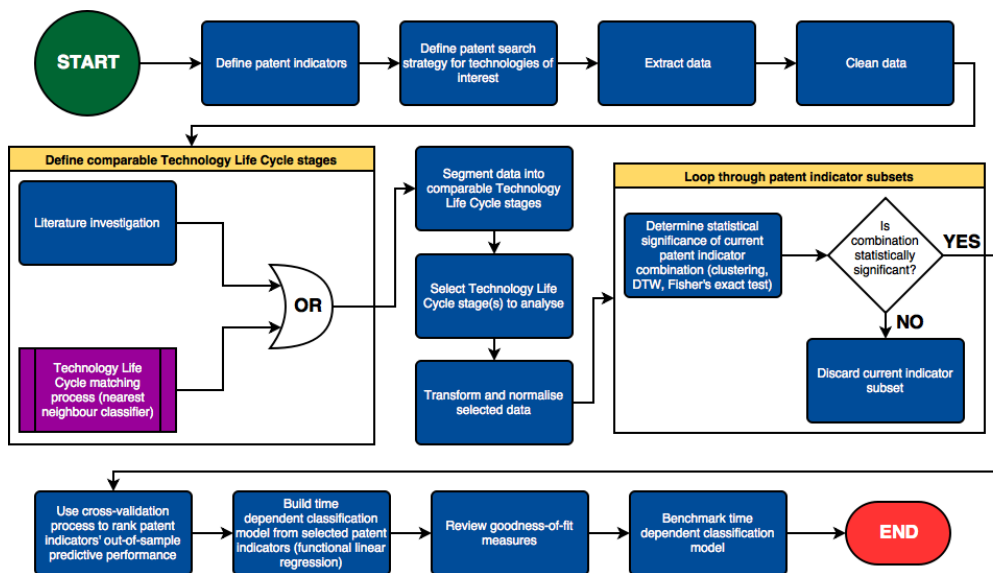 START
Define patent indicators
Define patent search
strategy for technologies of
interest
Extract data
Clean data
Define comparable Technology Life Cycle stages
Literature investigation
OR
Technology Life
Cycle matching
process (nearest
neighbour classifier)
Segment data into
comparable Technology
Life Cycle stages
Select Technology Life
Cycle stage(s) to analyse
Transform and normalise
selected data
Loop through patent indicator subsets
Determine statistical
significance of current
patent indicator
combination (clustering,
DTW, Fisher's exact test)
Is
combination
statistically
significant?
YES
NO
Discard current indicator
subset
Use cross-validation
process to rank patent
indicators' out-of-sample
predictive performance
Build time
dependent classification
model from selected patent
indicators (functional linear
regression)
Review goodness-of-fit
measures
Benchmark time
dependent classification
model
END